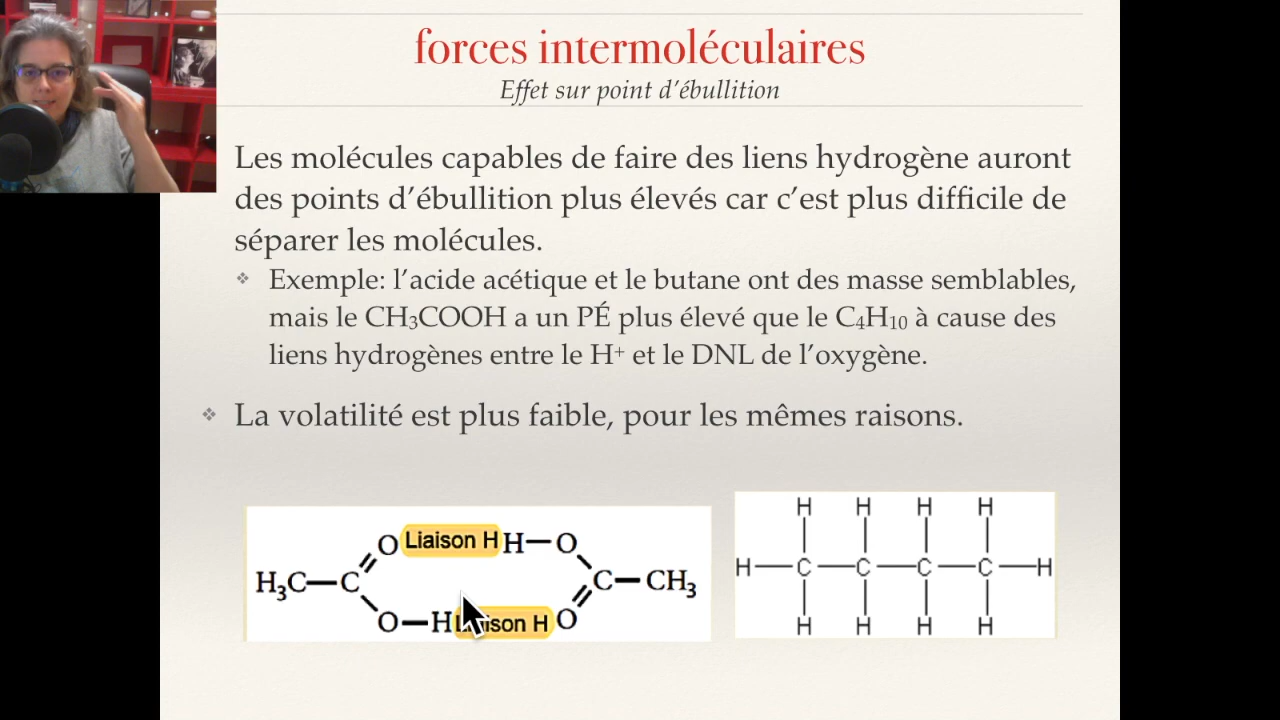 forces intermoléculaires
Effet sur point d’ébullition
Les molécules capables de faire des liens hydrogène auront
des points d’ébullition plus élevés car c’est plus difficile de
séparer les molécules.
❖ Exemple: l’acide acétique et le butane ont des masse semblables,
mais le CH₃COOH a un PÉ plus élevé que le C₄H₁₀ à cause des
liens hydrogènes entre le H⁺ et le DNL de l’oxygène.
❖ La volatilité est plus faible, pour les mêmes raisons.
O Liaison H H—O
H₃C—C C—CH₃
O—H Liaison H O
H H H H
H—C—C—C—C—H
H H H H